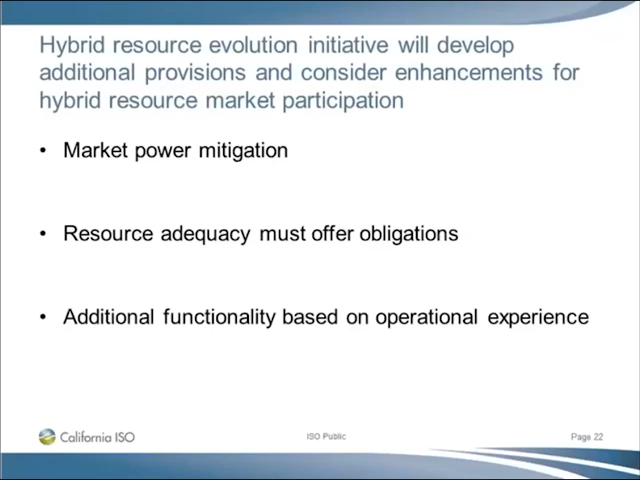 Hybrid resource evolution initiative will develop
additional provisions and consider enhancements for
hybrid resource market participation
• Market power mitigation
• Resource adequacy must offer obligations
• Additional functionality based on operational experience
California ISO
ISO Public
Page 22